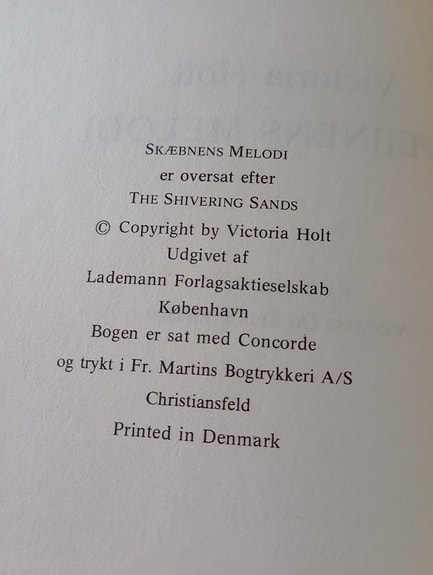 SKÆBNENS MELODI
er oversat efter
THE SHIVERING SANDS
© Copyright by Victoria Holt
Udgivet af
Lademann Forlagsaktieselskab
København
Bogen er sat med Concorde
og trykt i Fr. Martins Bogtrykkeri A/S
Christiansfeld
Printed in Denmark